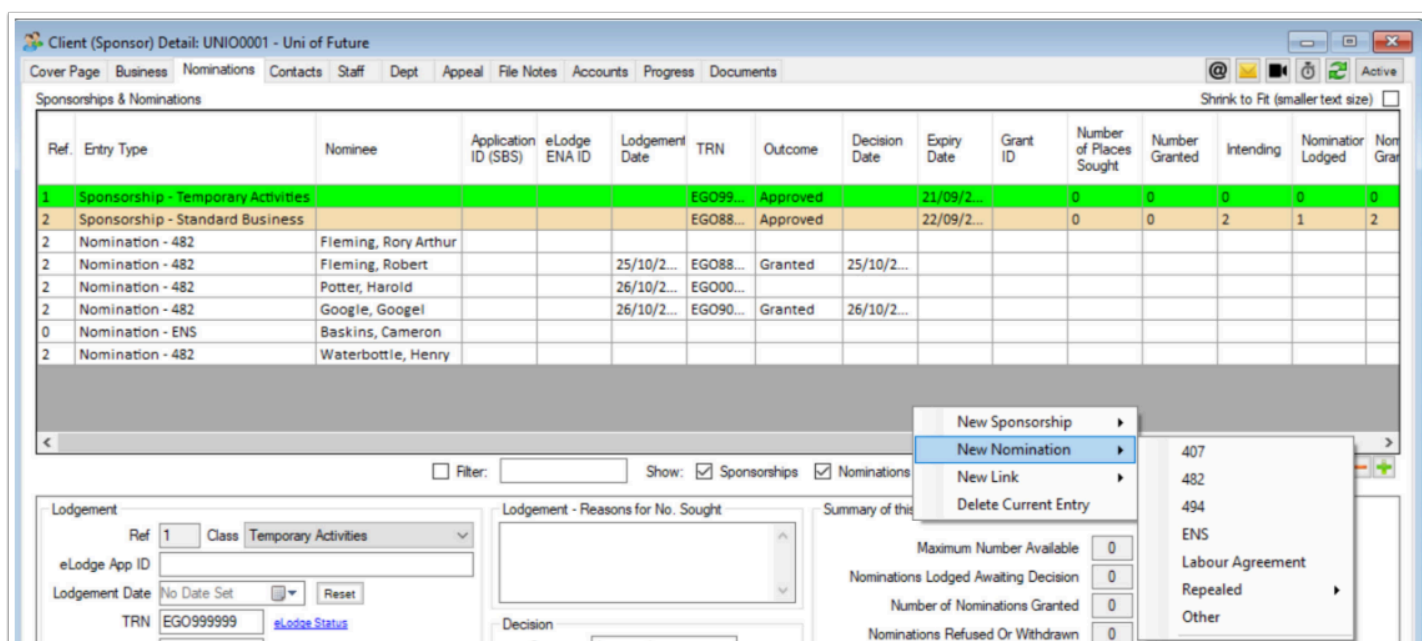 Client (Sponsor) Detail: UNIO0001 - Uni of Future
Cover Page Business Nominations Contacts Staff Dept Appeal File Notes Accounts Progress Documents @ Active
Sponsorships & Nominations Shrink to Fit (smaller text size)
Ref. Entry Type Nominee Application ID (SBS) eLodge ENA ID Lodgement Date TRN Outcome Decision Date Expiry Date Grant ID Number of Places Sought Number Granted Intending Nomination Lodged Nom Gran
1 Sponsorship - Temporary Activities EGO99... Approved 21/09/2... 0 0 0 0 0
2 Sponsorship - Standard Business EGO88... Approved 22/09/2... 0 0 2 1 2
2 Nomination - 482 Fleming, Rory Arthur
2 Nomination - 482 Fleming, Robert 25/10/2... EGO88... Granted 25/10/2...
2 Nomination - 482 Potter, Harold 26/10/2... EGO00...
2 Nomination - 482 Google, Googel 26/10/2... EGO90... Granted 26/10/2...
0 Nomination - ENS Baskins, Cameron
2 Nomination - 482 Waterbottle, Henry
New Sponsorship
New Nomination
New Link
Delete Current Entry
407
482
494
ENS
Labour Agreement
Repealed
Other
Filter: Show: Sponsorships Nominations
Lodgement
Ref 1 Class Temporary Activities
eLodge App ID
Lodgement Date No Date Set Reset
TRN EGO999999 eLodge Status
Lodgement - Reasons for No. Sought
Decision
Summary of this
Maximum Number Available 0
Nominations Lodged Awaiting Decision 0
Number of Nominations Granted 0
Nominations Refused Or Withdrawn 0